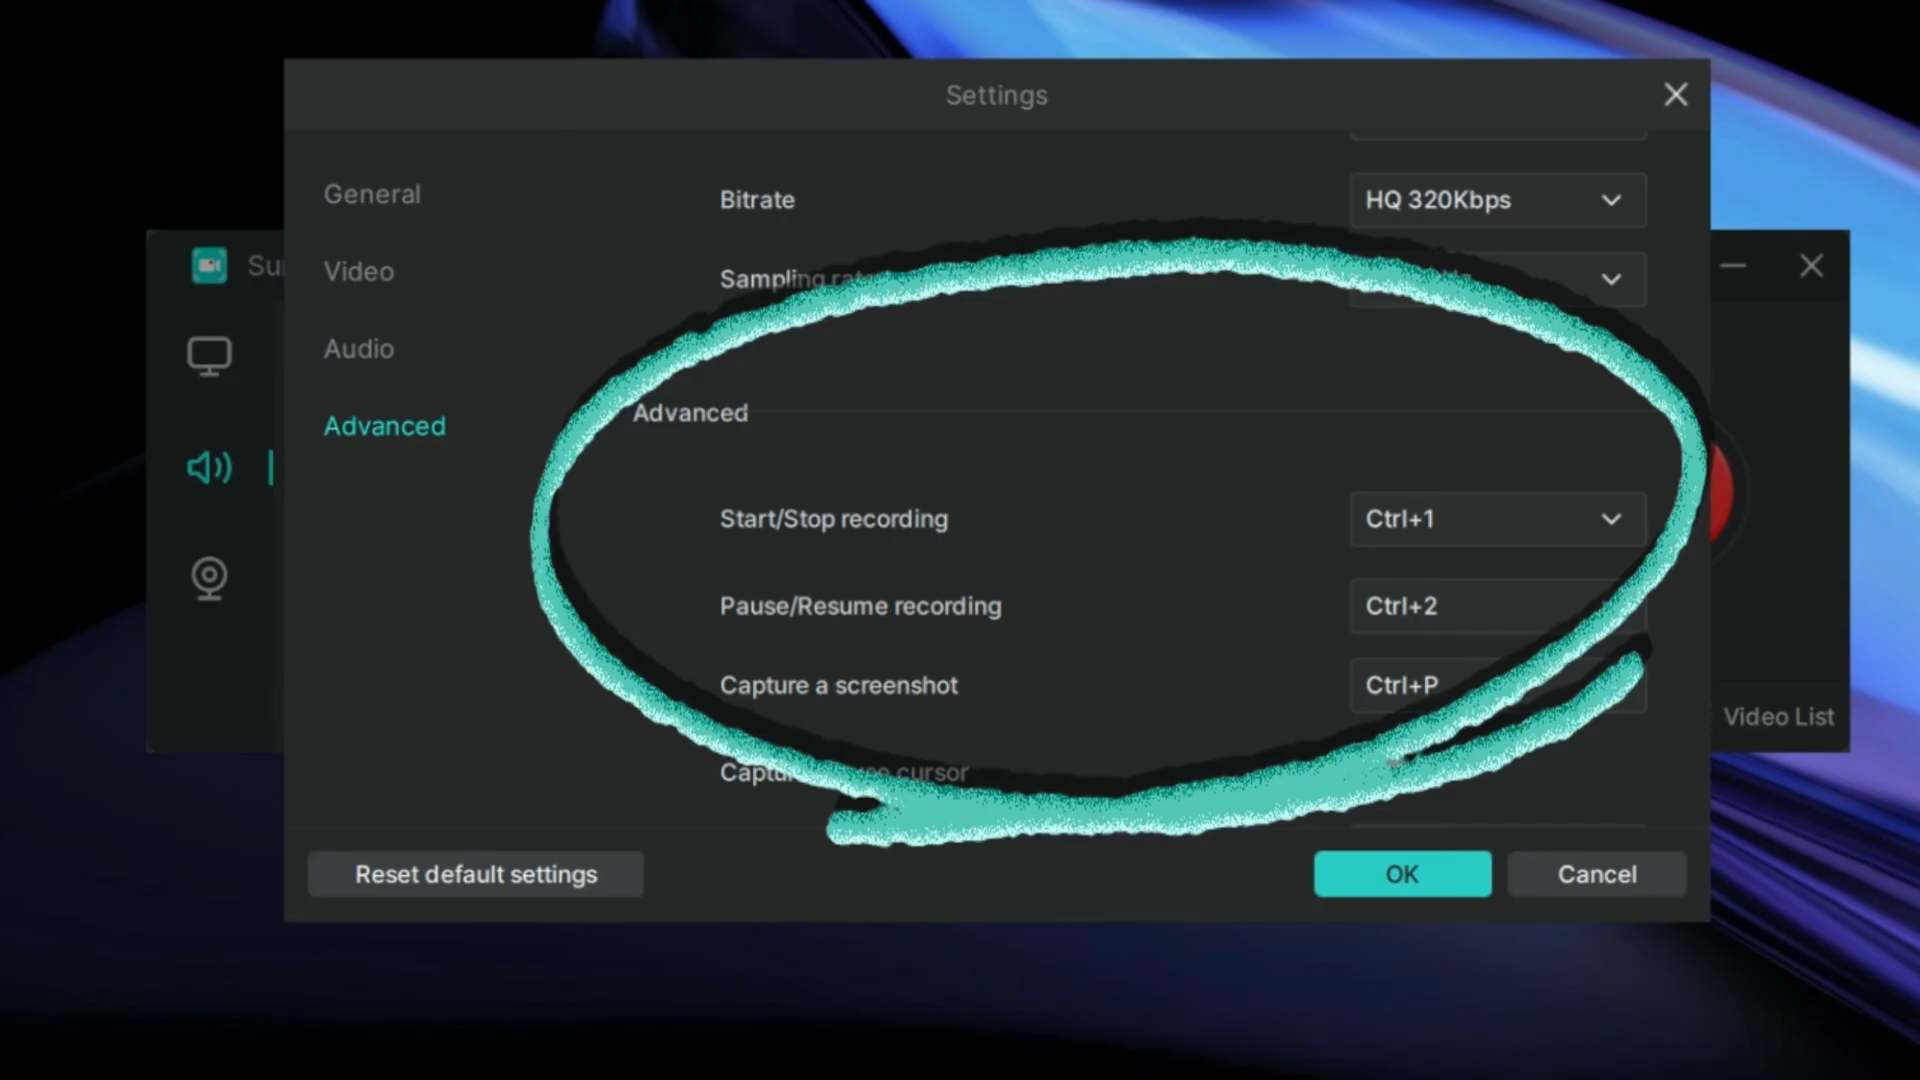 Settings
General
Video
Audio
Advanced
Bitrate
HQ 320Kbps
Sampling
Advanced
Start/Stop recording
Ctrl+1
Pause/Resume recording
Ctrl+2
Capture a screenshot
Ctrl+P
cursor
Reset default settings
OK
Cancel
Video List